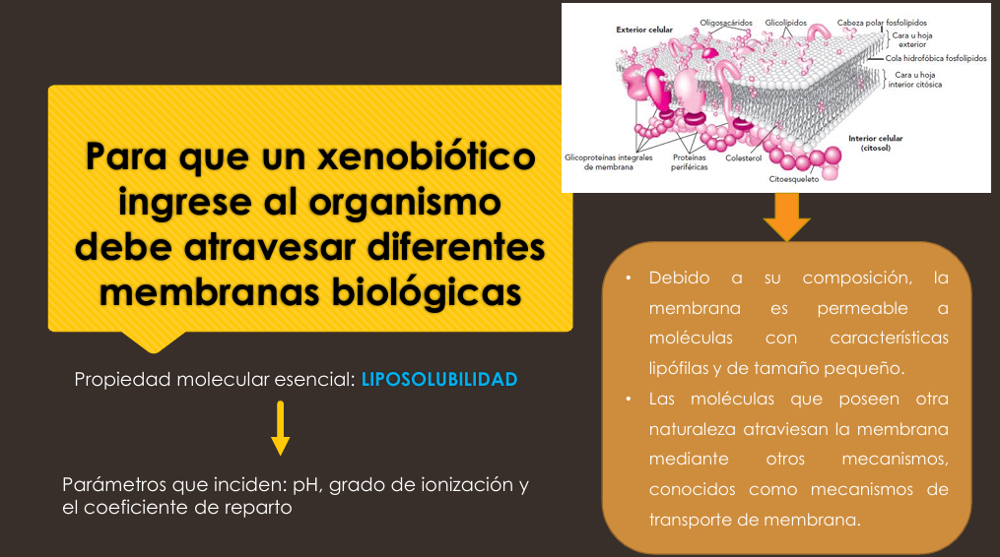 Para que un xenobiótico
ingrese al organismo
debe atravesar diferentes
membranas biológicas
Propiedad molecular esencial: LIPOSOLUBILIDAD
Parámetros que inciden: pH, grado de ionización y
el coeficiente de reparto
Exterior celular
Oligosacáridos
Glicolípidos
Cabeza polar fosfolípidos
Cara u hoja
exterior
Cola hidrofóbica fosfolípidos
Cara u hoja
interior citósica
Interior celular
(citosol)
Glicoproteínas integrales
de membrana
Proteínas
periféricas
Colesterol
Citoesqueleto
• Debido a su composición, la
membrana es permeable a
moléculas con características
lipófilas y de tamaño pequeño.
• Las moléculas que poseen otra
naturaleza atraviesan la membrana
mediante otros mecanismos,
conocidos como mecanismos de
transporte de membrana.